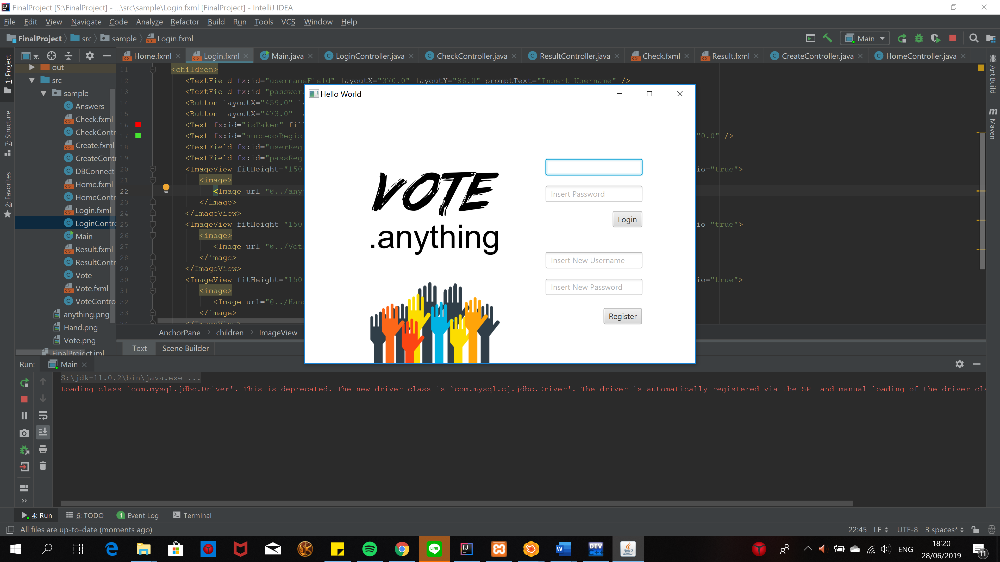 FinalProject [S:\FinalProject] - ...\src\sample\Login.fxml [FinalProject] - IntelliJ IDEA
File Edit View Navigate Code Analyze Refactor Build Run Tools VCS Window Help
FinalProject src sample Login.fxml
Main
Home.fxml Login.fxml Main.java LoginController.java CheckController.java ResultController.java Check.fxml Result.fxml CreateController.java HomeController.java
1: Project
7: Structure
2: Favorites
Ant Build
Maven
out
src
sample
Answers
Check.fxml
CheckContr
Create.fxml
CreateContr
DBConnect
Home.fxml
HomeContr
Login.fxml
LoginContro
Main
Result.fxml
ResultContr
Vote
Vote.fxml
VoteContro
anything.png
Hand.png
Vote.png
FinalProject.iml
11 <children>
12 <TextField fx:id="usernameField" layoutX="370.0" layoutY="86.0" promptText="Insert Username" />
13 <TextField fx:id="passwor
14 <Button layoutX="459.0" la
15 <Button layoutX="473.0" la
16 <Text fx:id="isTaken" fill
17 <Text fx:id="successRegist "0.0" />
18 <TextField fx:id="userRegi
19 <TextField fx:id="passRegi
20 <ImageView fitHeight="150 io="true">
21 <image>
22 <Image url="@../anyt
23 </image>
24 </ImageView>
25 <ImageView fitHeight="150 io="true">
26 <image>
27 <Image url="@../Vote
28 </image>
29 </ImageView>
30 <ImageView fitHeight="150 io="true">
31 <image>
32 <Image url="@../Hand
33 </image>
34 </ImageView>
AnchorPane children ImageView
Text Scene Builder
Hello World
VOTE
.anything
Insert Password
Login
Insert New Username
Insert New Password
Register
Run: Main
S:\jdk-11.0.2\bin\java.exe ...
Loading class `com.mysql.jdbc.Driver'. This is deprecated. The new driver class is `com.mysql.cj.jdbc.Driver'. The driver is automatically registered via the SPI and manual loading of the driver cla
4: Run 6: TODO 1 Event Log Terminal
All files are up-to-date (moments ago)
22:45 LF UTF-8 3 spaces*
LINE
IJ
W
DEV C++
ENG
18:20
28/06/2019
11